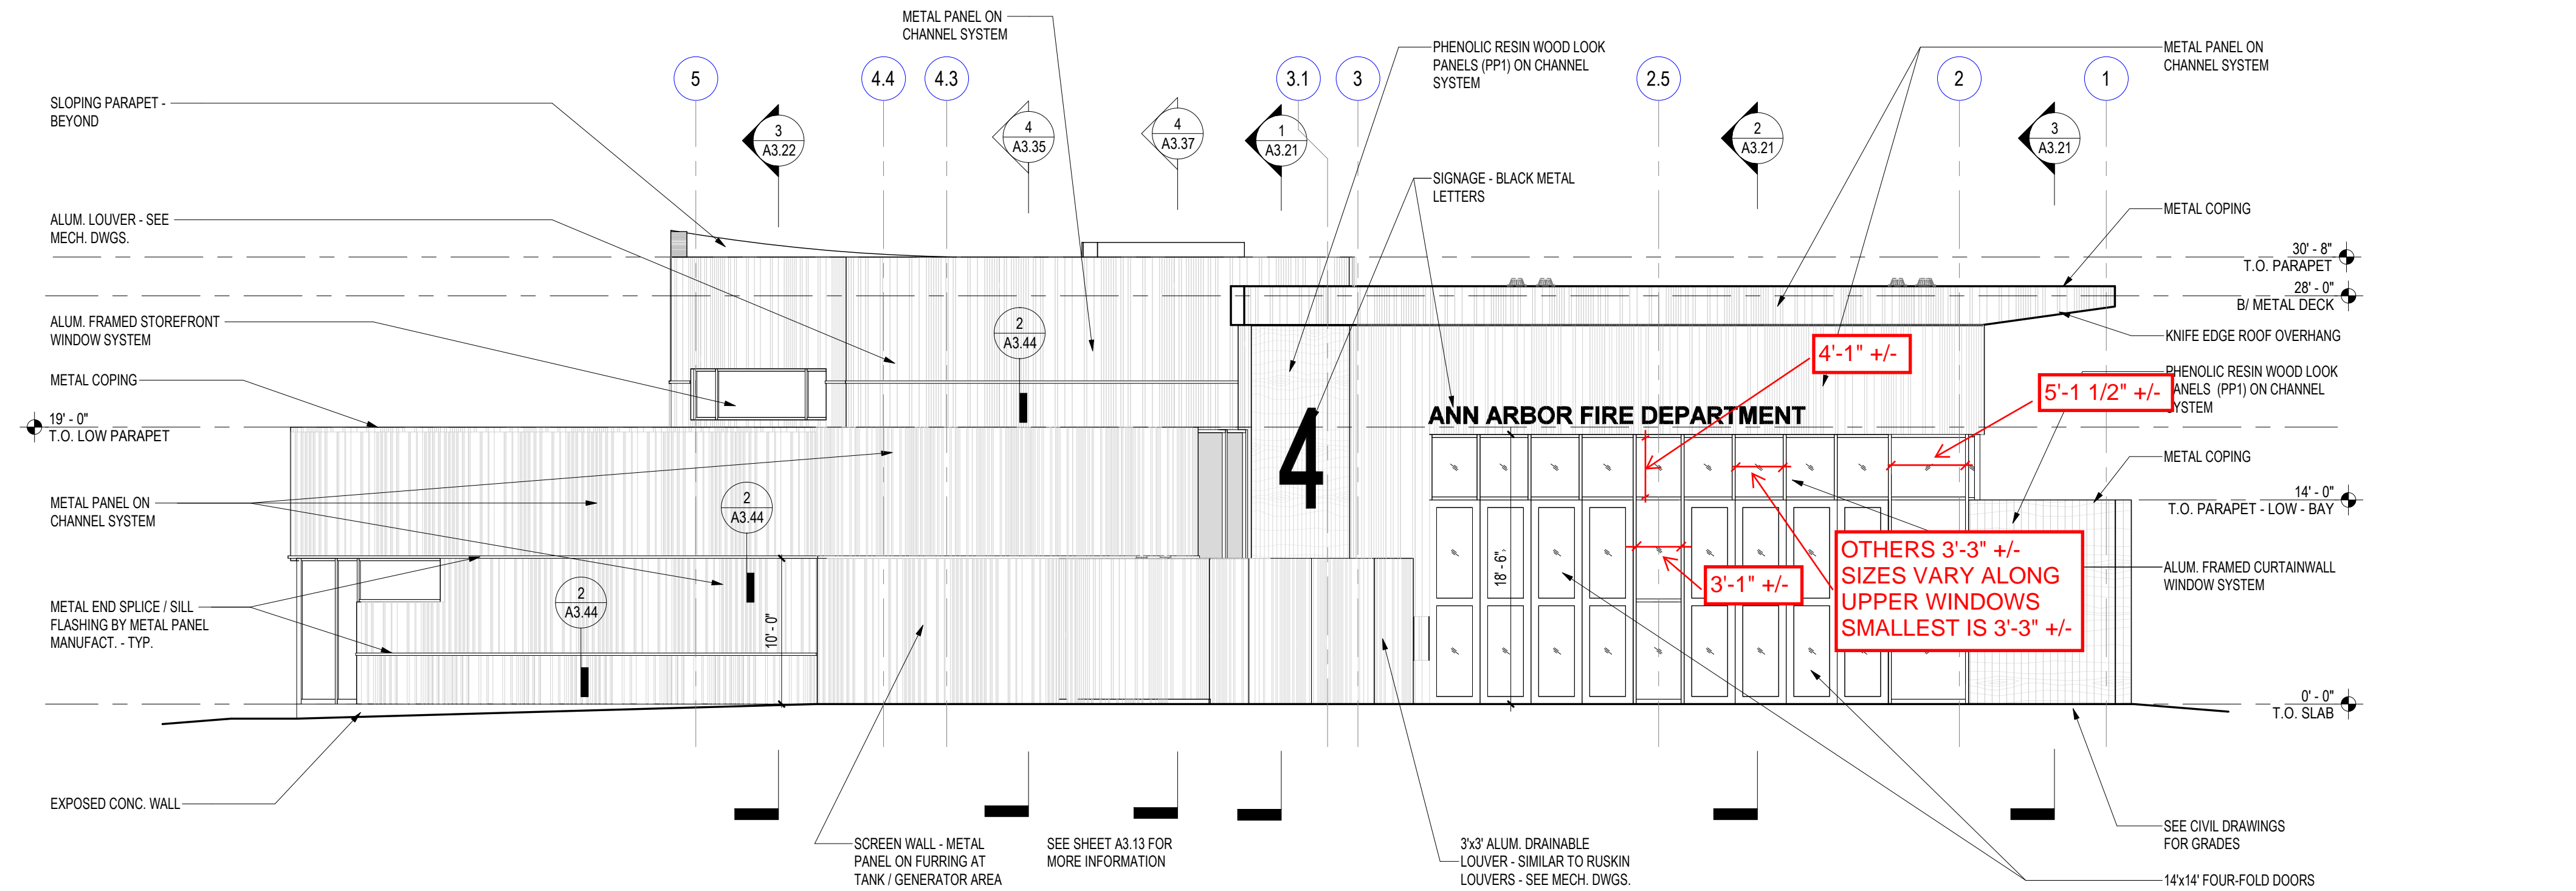 METAL PANEL ON
CHANNEL SYSTEM
PHENOLIC RESIN WOOD LOOK
PANELS (PP1) ON CHANNEL
SYSTEM
METAL PANEL ON
CHANNEL SYSTEM
5
4.4
4.3
3.1
3
2.5
2
1
SLOPING PARAPET -
BEYOND
3
A3.22
4
A3.35
4
A3.37
1
A3.21
2
A3.21
3
A3.21
SIGNAGE - BLACK METAL
LETTERS
METAL COPING
ALUM. LOUVER - SEE
MECH. DWGS.
30' - 8"
T.O. PARAPET
28' - 0"
B/ METAL DECK
ALUM. FRAMED STOREFRONT
WINDOW SYSTEM
2
A3.44
KNIFE EDGE ROOF OVERHANG
4'-1" +/-
METAL COPING
PHENOLIC RESIN WOOD LOOK
PANELS (PP1) ON CHANNEL
SYSTEM
5'-1 1/2" +/-
19' - 0"
T.O. LOW PARAPET
ANN ARBOR FIRE DEPARTMENT
4
METAL COPING
METAL PANEL ON
CHANNEL SYSTEM
2
A3.44
14' - 0"
T.O. PARAPET - LOW - BAY
OTHERS 3'-3" +/-
SIZES VARY ALONG
UPPER WINDOWS
SMALLEST IS 3'-3" +/-
18' - 6"
3'-1" +/-
ALUM. FRAMED CURTAINWALL
WINDOW SYSTEM
METAL END SPLICE / SILL
FLASHING BY METAL PANEL
MANUFACT. - TYP.
2
A3.44
10' - 0"
0' - 0"
T.O. SLAB
EXPOSED CONC. WALL
SCREEN WALL - METAL
PANEL ON FURRING AT
TANK / GENERATOR AREA
SEE SHEET A3.13 FOR
MORE INFORMATION
3'x3' ALUM. DRAINABLE
LOUVER - SIMILAR TO RUSKIN
LOUVERS - SEE MECH. DWGS.
SEE CIVIL DRAWINGS
FOR GRADES
14'x14' FOUR-FOLD DOORS